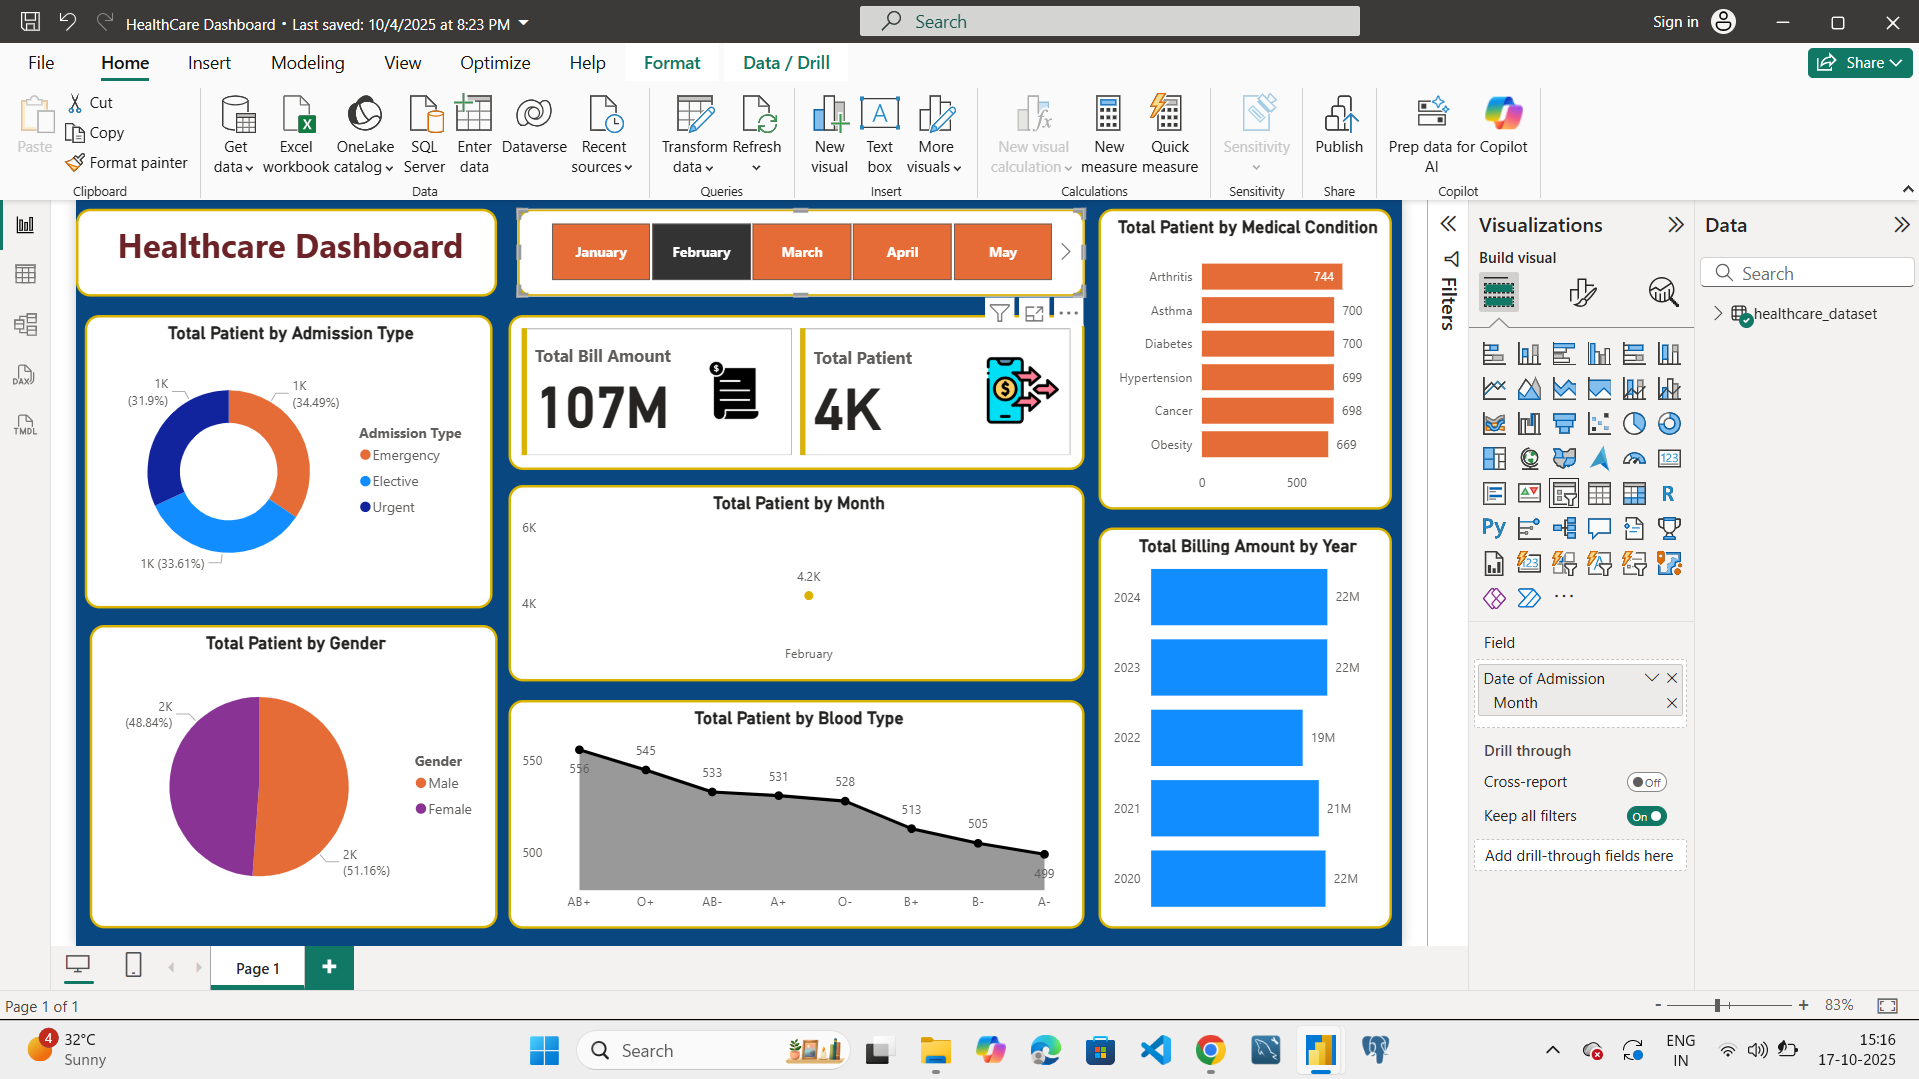 HealthCare Dashboard • Last saved: 10/4/2025 at 8:23 PM
Search
Sign in
File
Home
Insert
Modeling
View
Optimize
Help
Format
Data / Drill
Share
Paste
Cut
Copy
Format painter
Clipboard
Get data
Excel workbook
OneLake catalog
SQL Server
Enter data
Dataverse
Recent sources
Data
Transform data
Refresh
Queries
New visual
Text box
More visuals
Insert
New visual calculation
New measure
Quick measure
Calculations
Sensitivity
Sensitivity
Publish
Share
Prep data for AI
Copilot
Copilot
DAX
TMDL
Healthcare Dashboard
January
February
March
April
May
Total Patient by Admission Type
1K
(31.9%)
1K
(34.49%)
1K (33.61%)
Admission Type
Emergency
Elective
Urgent
Total Bill Amount
107M
Total Patient
4K
Total Patient by Medical Condition
Arthritis
744
Asthma
700
Diabetes
700
Hypertension
699
Cancer
698
Obesity
669
0
500
Total Patient by Month
6K
4K
4.2K
February
Total Patient by Gender
2K
(48.84%)
2K
(51.16%)
Gender
Male
Female
Total Patient by Blood Type
550
500
556
545
533
531
528
513
505
499
AB+
O+
AB-
A+
O-
B+
B-
A-
Total Billing Amount by Year
2024
22M
2023
22M
2022
19M
2021
21M
2020
22M
Filters
Visualizations
Build visual
123
R
Py
123
Field
Date of Admission
Month
Drill through
Cross-report
Off
Keep all filters
On
Add drill-through fields here
Data
Search
healthcare_dataset
Page 1
Page 1 of 1
- + 83%
4
32°C
Sunny
Search
ENG
IN
15:16
17-10-2025